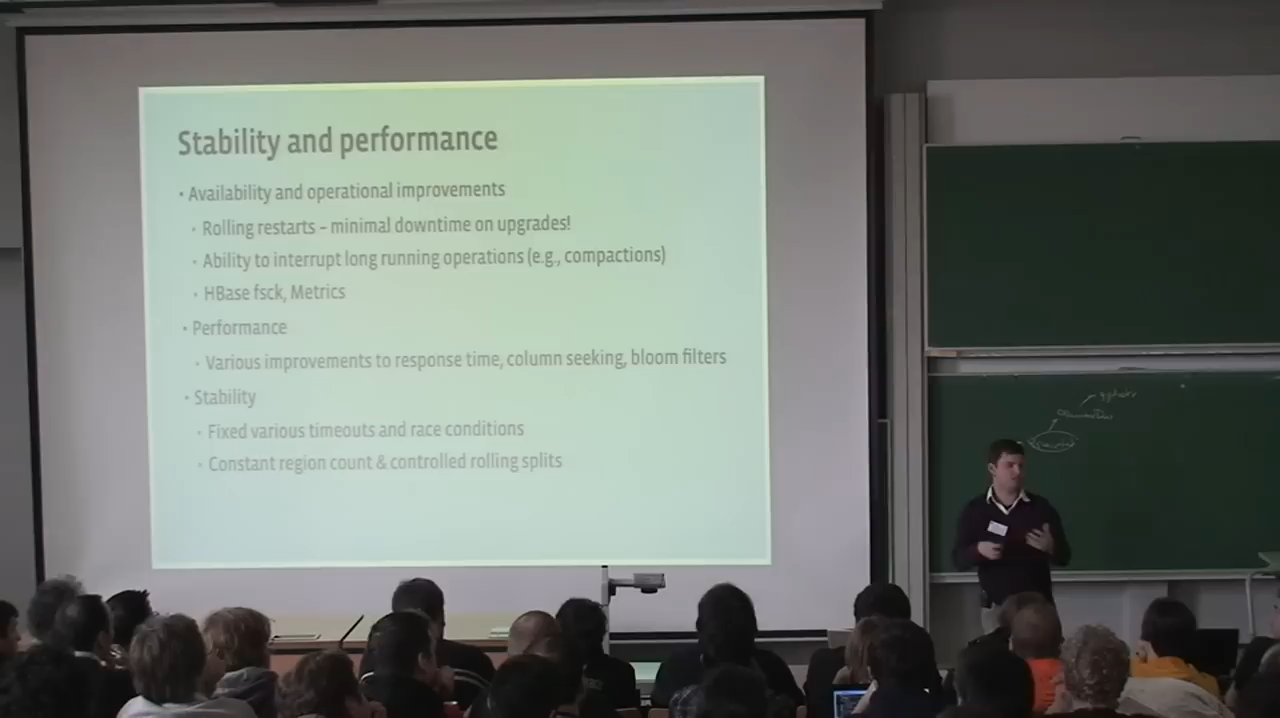 Stability and performance
• Availability and operational improvements
• Rolling restarts – minimal downtime on upgrades!
• Ability to interrupt long running operations (e.g., compactions)
• HBase fsck, Metrics
• Performance
• Various improvements to response time, column seeking, bloom filters
• Stability
• Fixed various timeouts and race conditions
• Constant region count & controlled rolling splits